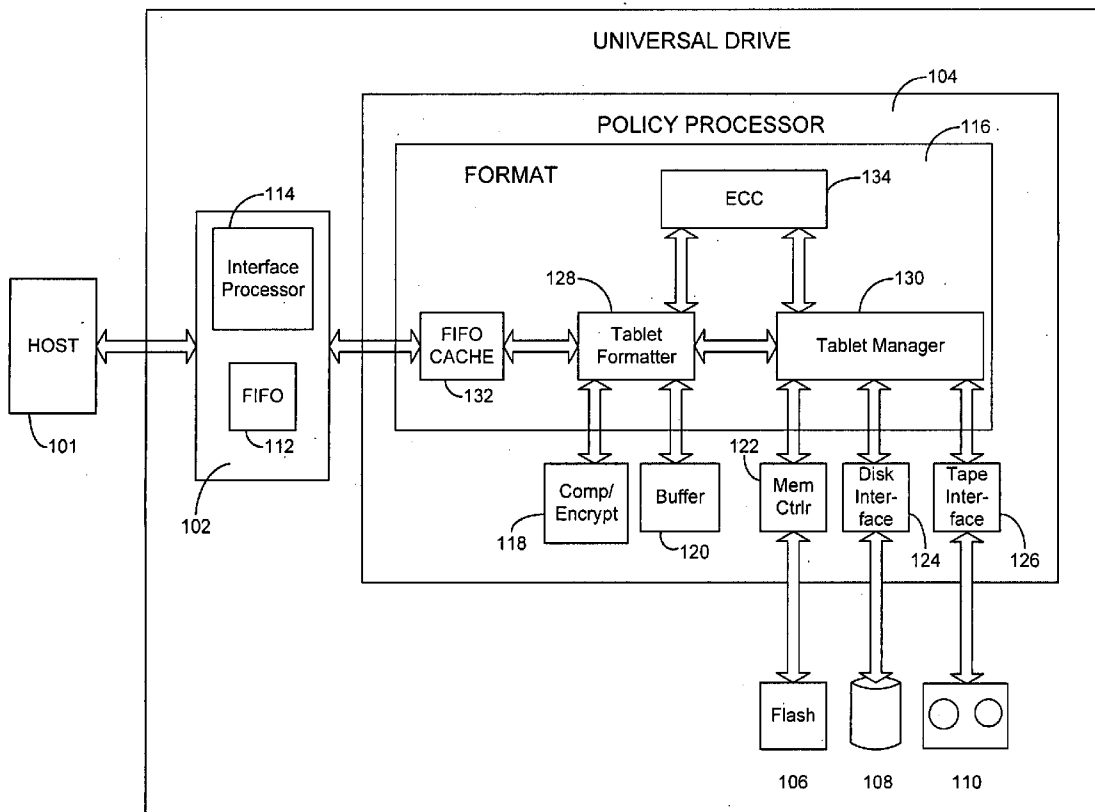 UNIVERSAL DRIVE
104
POLICY PROCESSOR
116
FORMAT
134
ECC
114
Interface
Processor
128
130
HOST
FIFO
CACHE
Tablet
Formatter
Tablet Manager
132
FIFO
101
112
122
102
Comp/
Encrypt
Buffer
Mem
Ctrlr
Disk
Inter-
face
Tape
Inter-
face
118
120
124
126
Flash
106
108
110